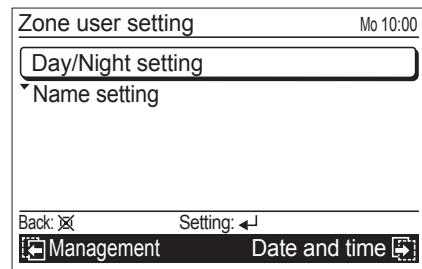 Zone user setting Mo 10:00
Day/Night setting
Name setting
Back: Setting:
Management Date and time